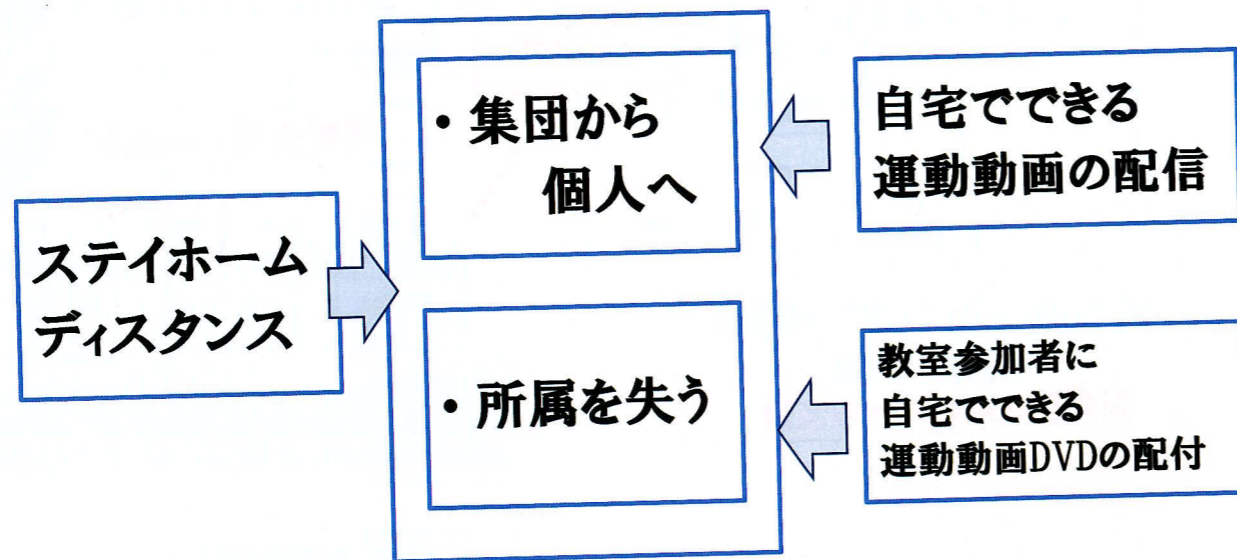 ステイホーム
ディスタンス
・集団から
個人へ
・所属を失う
自宅でできる
運動動画の配信
教室参加者に
自宅でできる
運動動画DVDの配付